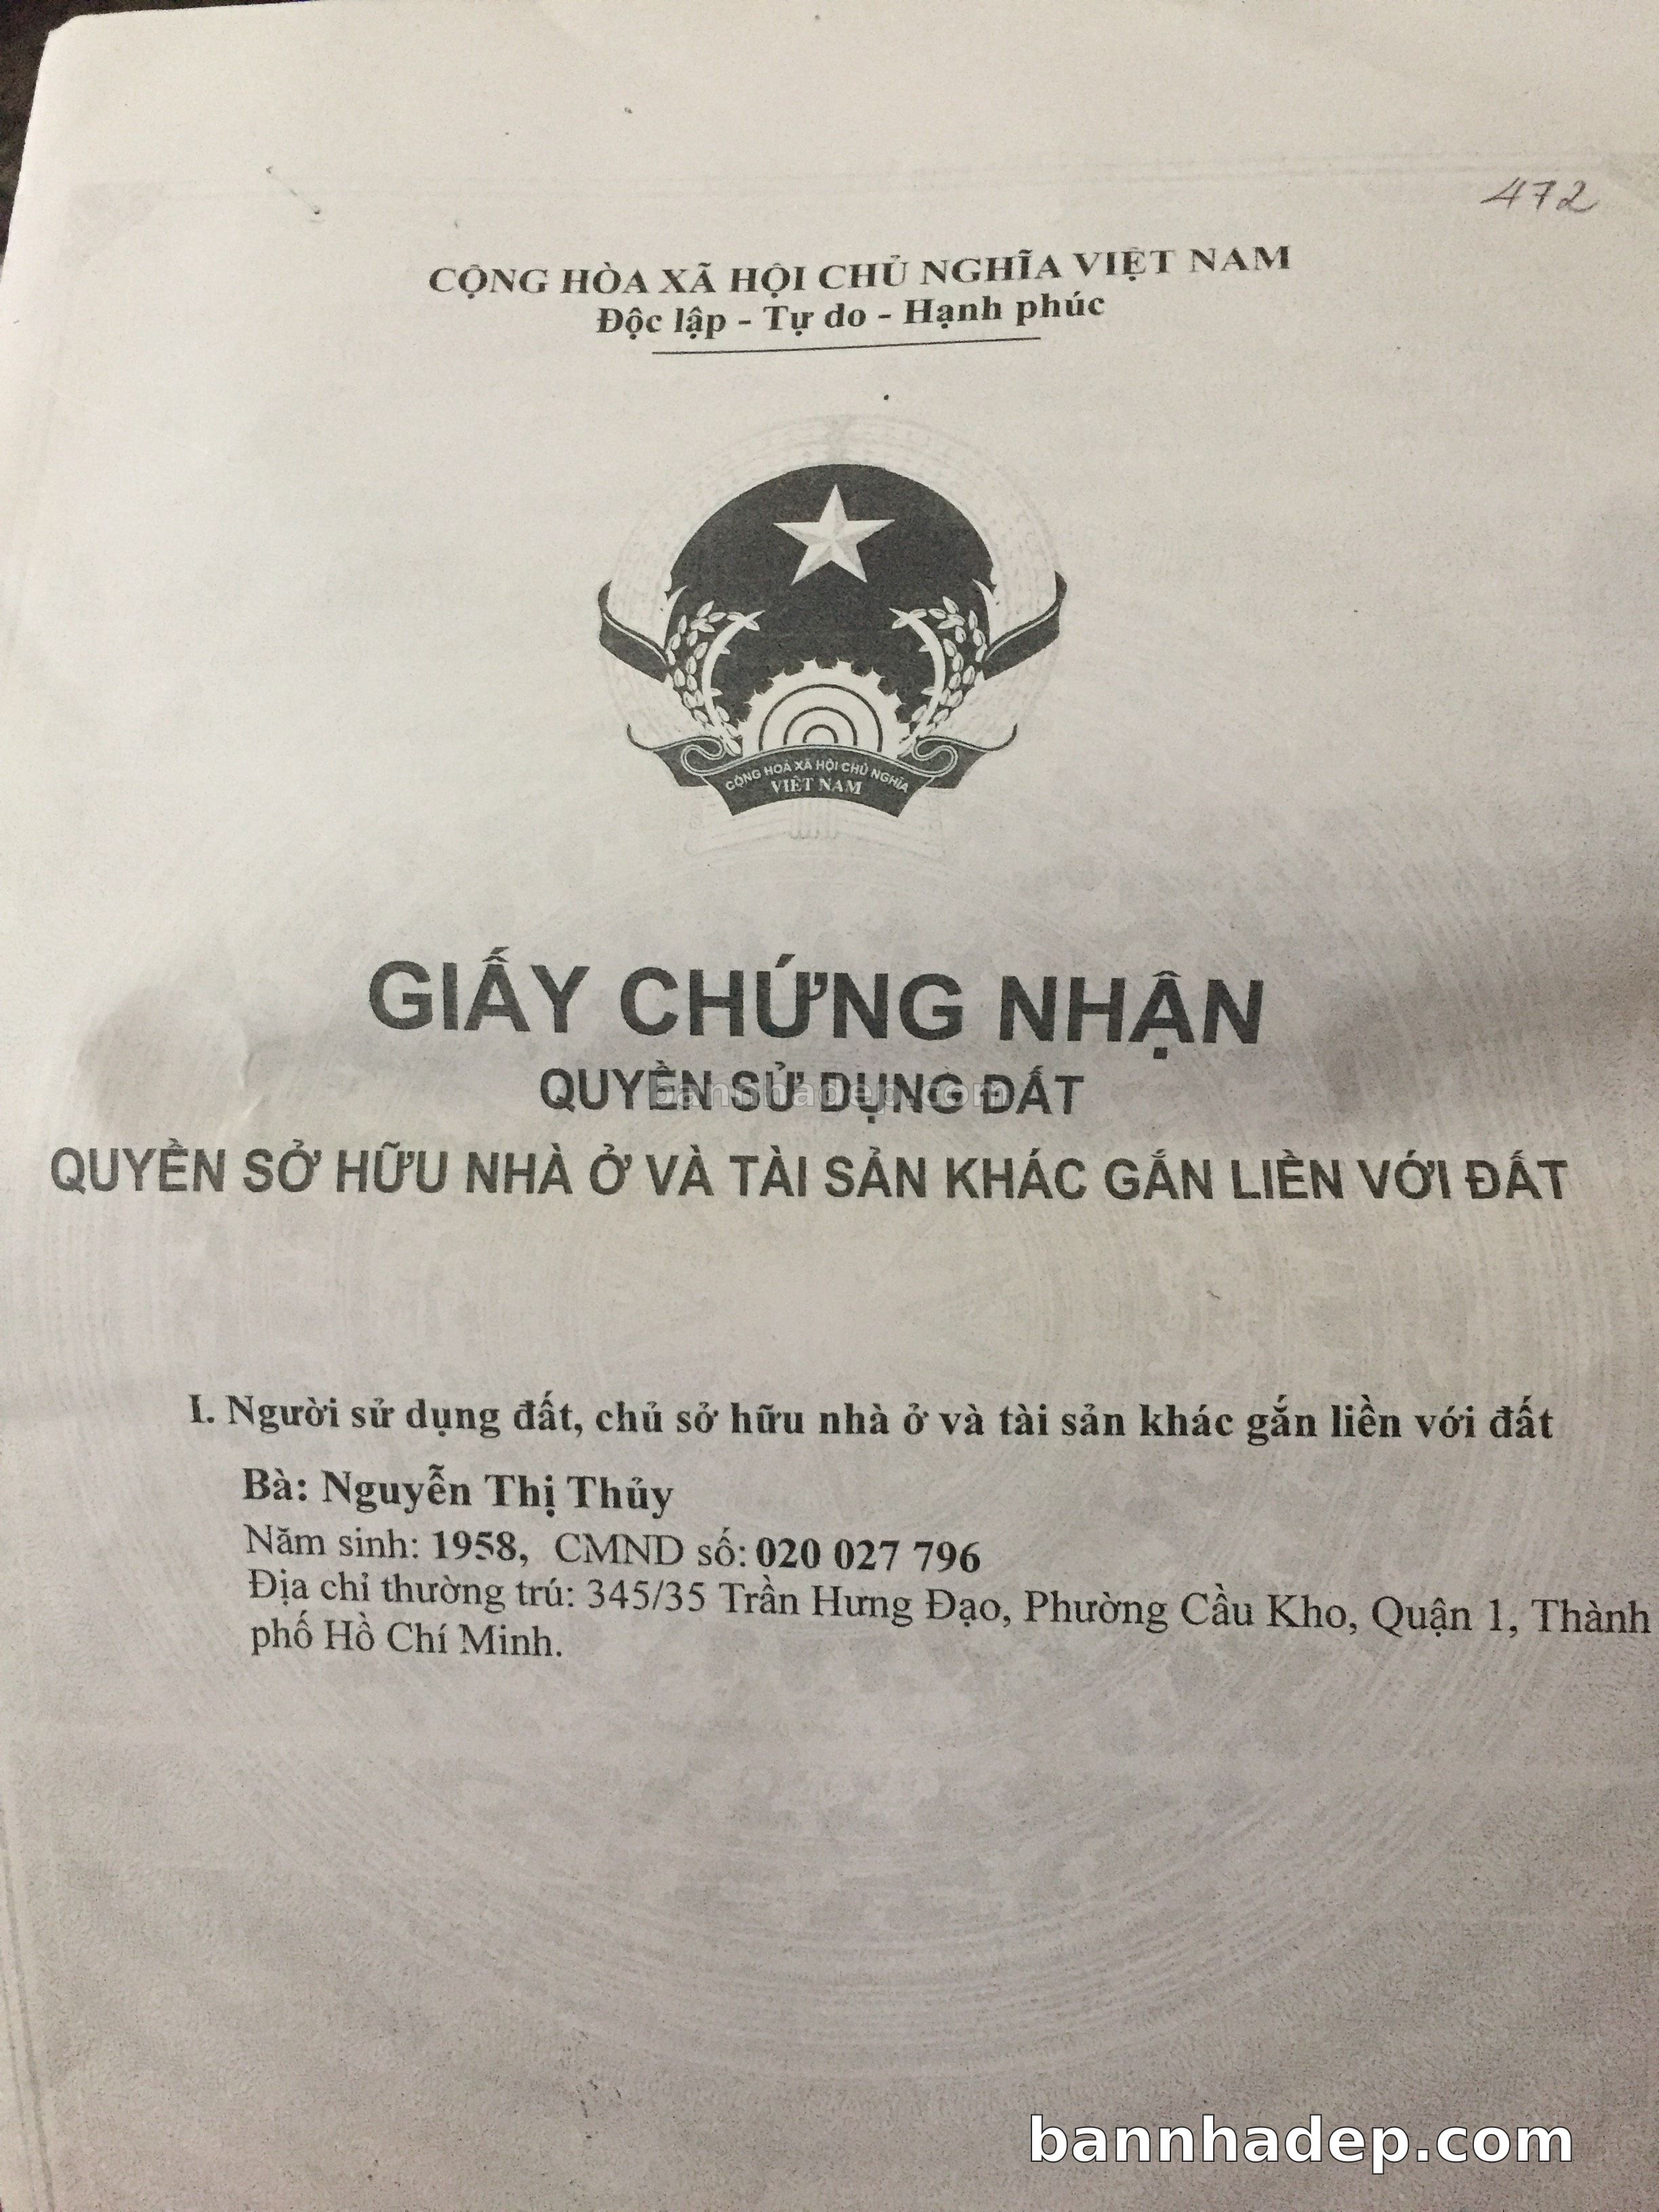 472
CỘNG HÒA XÃ HỘI CHỦ NGHĨA VIỆT NAM
Độc lập - Tự do - Hạnh phúc
CỘNG HOÀ XÃ HỘI CHỦ NGHĨA
VIỆT NAM
GIẤY CHỨNG NHẬN
QUYỀN SỬ DỤNG ĐẤT
bannhadep.com
QUYỀN SỞ HỮU NHÀ Ở VÀ TÀI SẢN KHÁC GẮN LIỀN VỚI ĐẤT
I. Người sử dụng đất, chủ sở hữu nhà ở và tài sản khác gắn liền với đất
Bà: Nguyễn Thị Thủy
Năm sinh: 1958, CMND số: 020 027 796
Địa chỉ thường trú: 345/35 Trần Hưng Đạo, Phường Cầu Kho, Quận 1, Thành
phố Hồ Chí Minh.
bannhadep.com